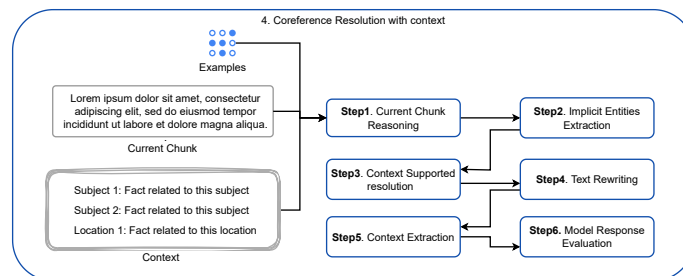 4. Coreference Resolution with context
Examples
Lorem ipsum dolor sit amet, consectetur
adipiscing elit, sed do eiusmod tempor
incididunt ut labore et dolore magna aliqua.
Current Chunk
Subject 1: Fact related to this subject
Subject 2: Fact related to this subject
Location 1: Fact related to this location
Context
Step1. Current Chunk
Reasoning
Step2. Implicit Entities
Extraction
Step3. Context Supported
resolution
Step4. Text Rewriting
Step5. Context Extraction
Step6. Model Response
Evaluation